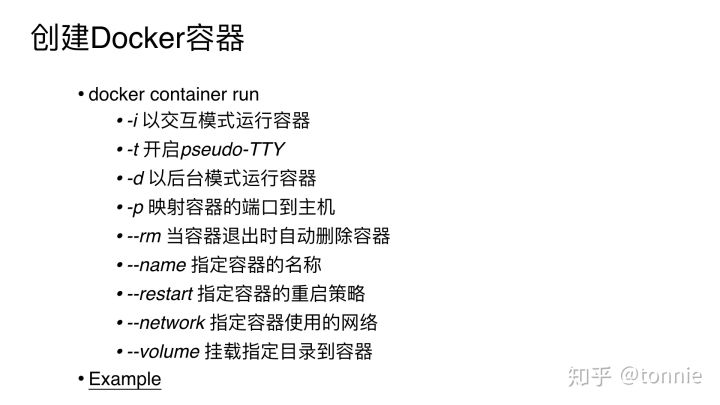 创建Docker容器
• docker container run
• -i 以交互模式运行容器
• -t 开启pseudo-TTY
• -d 以后台模式运行容器
• -p 映射容器的端口到主机
• --rm 当容器退出时自动删除容器
• --name 指定容器的名称
• --restart 指定容器的重启策略
• --network 指定容器使用的网络
• --volume 挂载指定目录到容器
• Example
知乎 @tonnie